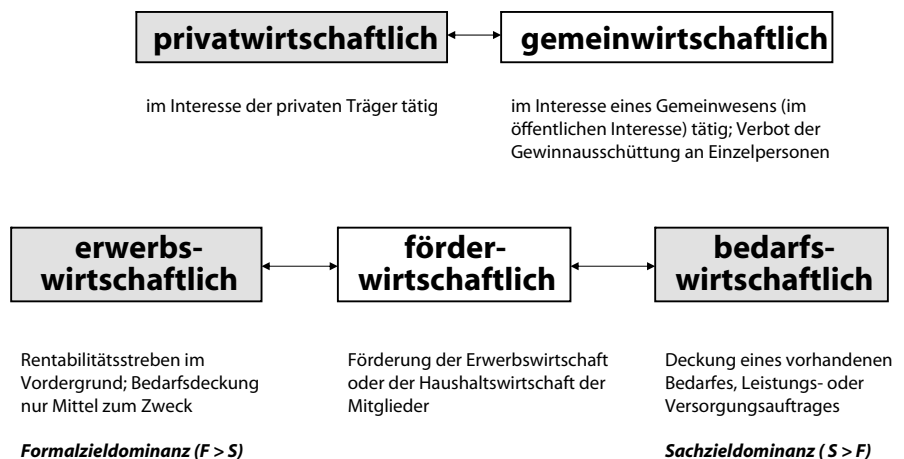 privatwirtschaftlich
gemeinwirtschaftlich
im Interesse der privaten Träger tätig
im Interesse eines Gemeinwesens (im
öffentlichen Interesse) tätig; Verbot der
Gewinnausschüttung an Einzelpersonen
erwerbs-
wirtschaftlich
förder-
wirtschaftlich
bedarfs-
wirtschaftlich
Rentabilitätsstreben im
Vordergrund; Bedarfsdeckung
nur Mittel zum Zweck
Formalzieldominanz (F > S)
Förderung der Erwerbswirtschaft
oder der Haushaltswirtschaft der
Mitglieder
Deckung eines vorhandenen
Bedarfes, Leistungs- oder
Versorgungsauftrages
Sachzieldominanz ( S > F)